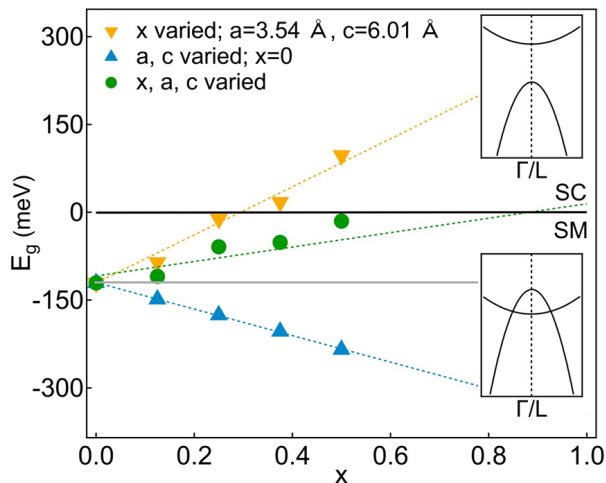 x varied; a=3.54 Å, c=6.01 Å
a, c varied; x=0
x, a, c varied
300
150
0
-150
-300
E_g (meV)
Γ/L
SC
SM
Γ/L
0.0
0.2
0.4
0.6
0.8
1.0
x